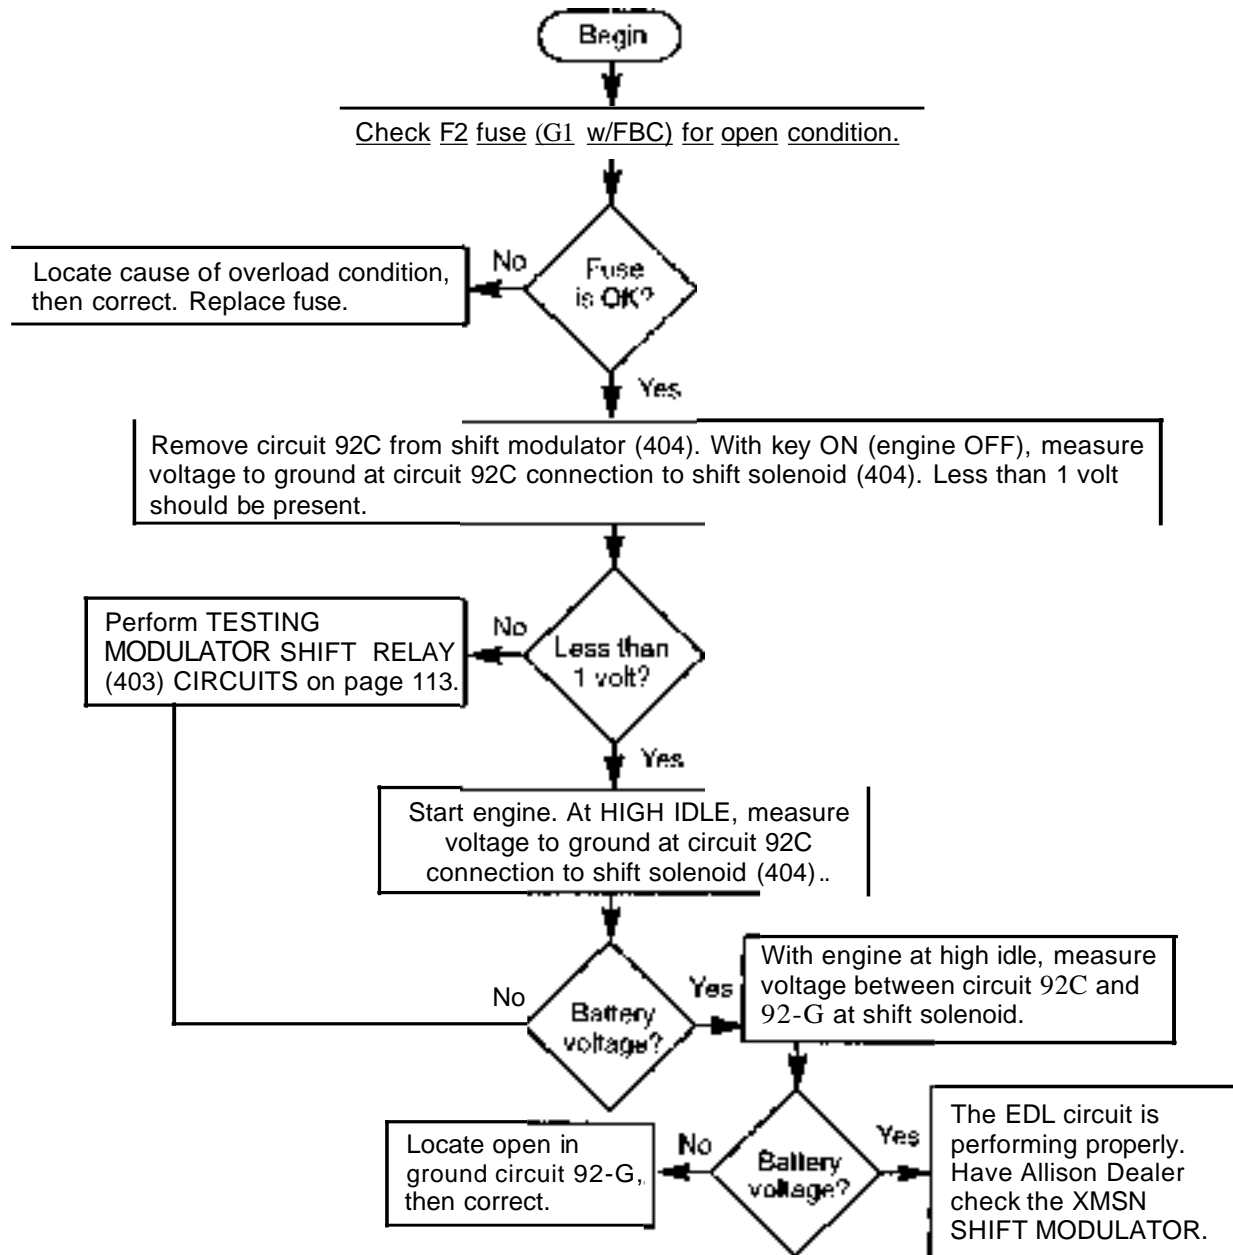 Begin
Check F2 fuse (G1 w/FBC) for open condition.
No
Fuse
is OK?
Locate cause of overload condition,
then correct. Replace fuse.
Yes
Remove circuit 92C from shift modulator (404). With key ON (engine OFF), measure
voltage to ground at circuit 92C connection to shift solenoid (404). Less than 1 volt
should be present.
Perform TESTING
MODULATOR SHIFT RELAY
(403) CIRCUITS on page 113.
No
Less than
1 volt?
Yes
Start engine. At HIGH IDLE, measure
voltage to ground at circuit 92C
connection to shift solenoid (404)..
No
Battery
voltage?
Yes
With engine at high idle, measure
voltage between circuit 92C and
92-G at shift solenoid.
Locate open in
ground circuit 92-G,
then correct.
No
Battery
voltage?
Yes
The EDL circuit is
performing properly.
Have Allison Dealer
check the XMSN
SHIFT MODULATOR.